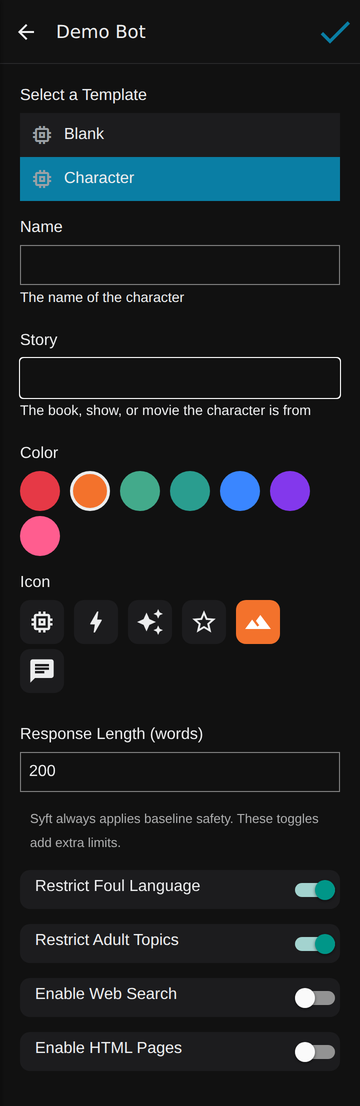 Demo Bot
Select a Template
Blank
Character
Name
The name of the character
Story
The book, show, or movie the character is from
Color
Icon
Response Length (words)
200
Syft always applies baseline safety. These toggles
add extra limits.
Restrict Foul Language
Restrict Adult Topics
Enable Web Search
Enable HTML Pages